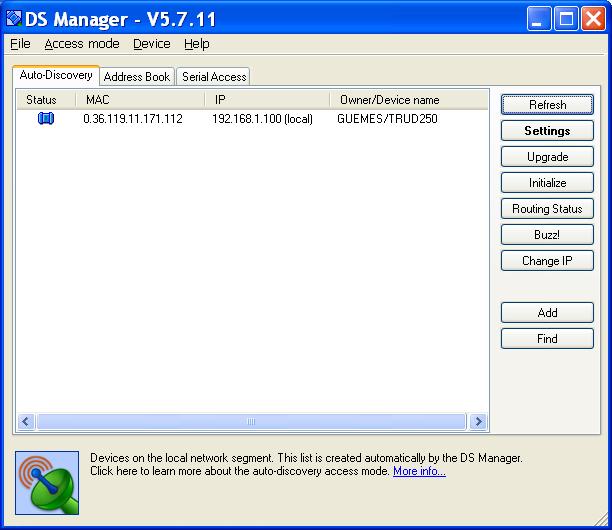 DS Manager - V5.7.11
File Access mode Device Help
Auto-Discovery Address Book Serial Access
Status MAC IP Owner/Device name
0.36.119.11.171.112 192.168.1.100 (local) GUEMES/TRUD250
Refresh
Settings
Upgrade
Initialize
Routing Status
Buzz!
Change IP
Add
Find
Devices on the local network segment. This list is created automatically by the DS Manager.
Click here to learn more about the auto-discovery access mode. More info...